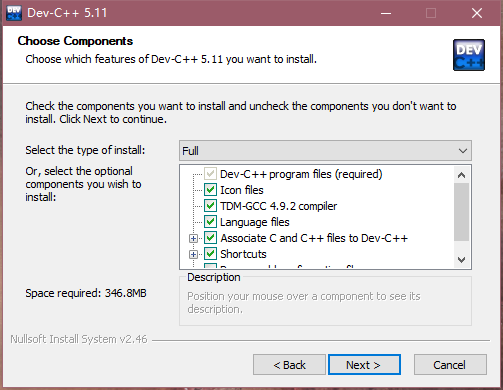 Dev-C++ 5.11
Choose Components
Choose which features of Dev-C++ 5.11 you want to install.
DEV
C++
Check the components you want to install and uncheck the components you don't want to
install. Click Next to continue.
Select the type of install:
Full
Or, select the optional
components you wish to
install:
Dev-C++ program files (required)
Icon files
TDM-GCC 4.9.2 compiler
Language files
Associate C and C++ files to Dev-C++
Shortcuts
Space required: 346.8MB
Description
Position your mouse over a component to see its
description.
Nullsoft Install System v2.46
< Back
Next >
Cancel